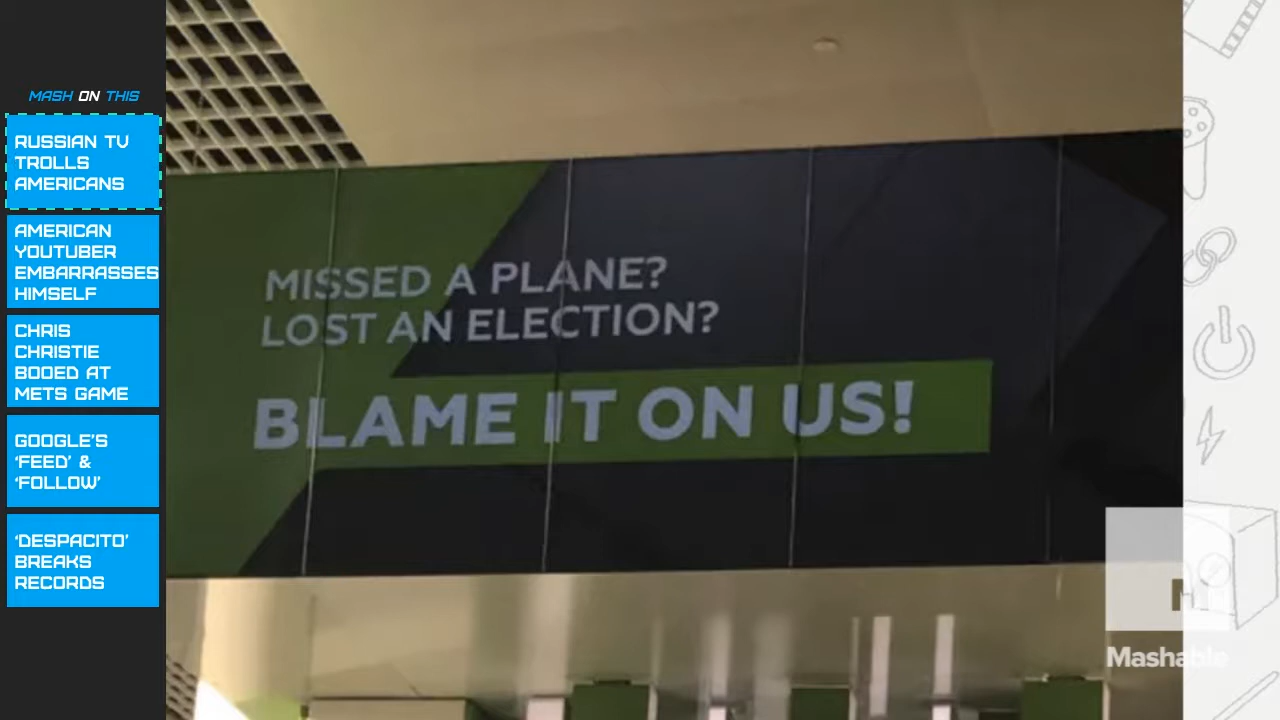 MASH ON THIS
RUSSIAN TV
TROLLS
AMERICANS
AMERICAN
YOUTUBER
EMBARRASSES
HIMSELF
CHRIS
CHRISTIE
BOOED AT
METS GAME
GOOGLE'S
'FEED' &
'FOLLOW'
'DESPACITO'
BREAKS
RECORDS
MISSED A PLANE?
LOST AN ELECTION?
BLAME IT ON US!
Mashable